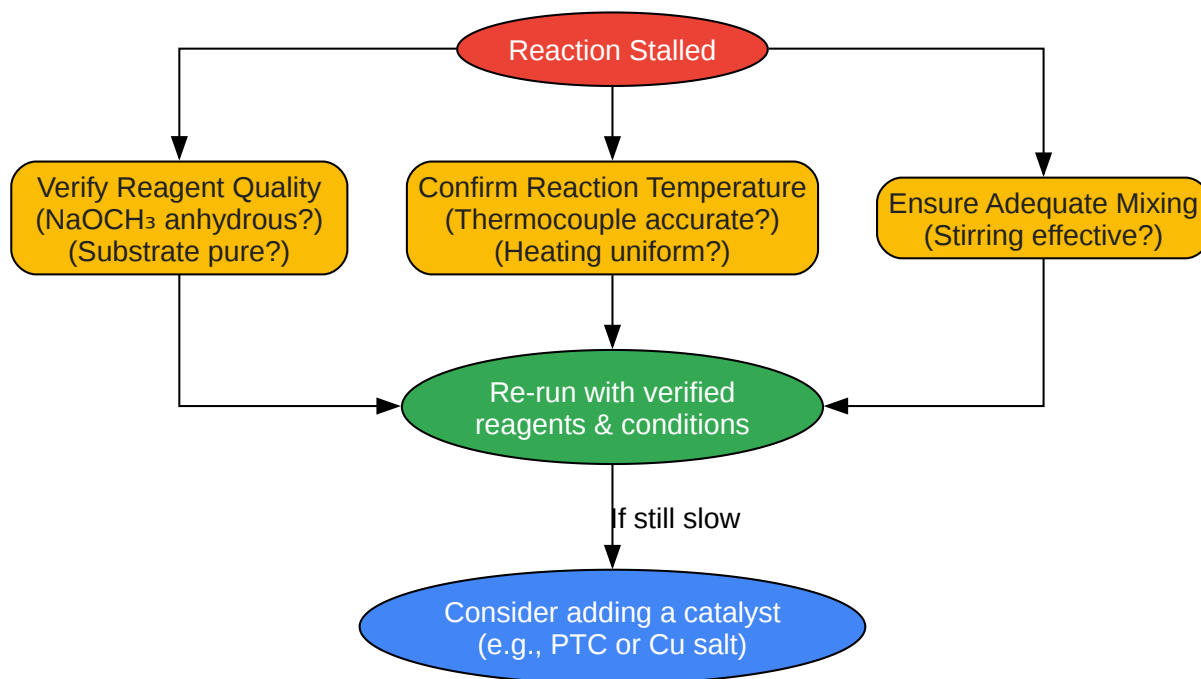 Reaction Stalled
Verify Reagent Quality
(NaOCH₃ anhydrous?)
(Substrate pure?)
Confirm Reaction Temperature
(Thermocouple accurate?)
(Heating uniform?)
Ensure Adequate Mixing
(Stirring effective?)
Re-run with verified
reagents & conditions
If still slow
Consider adding a catalyst
(e.g., PTC or Cu salt)